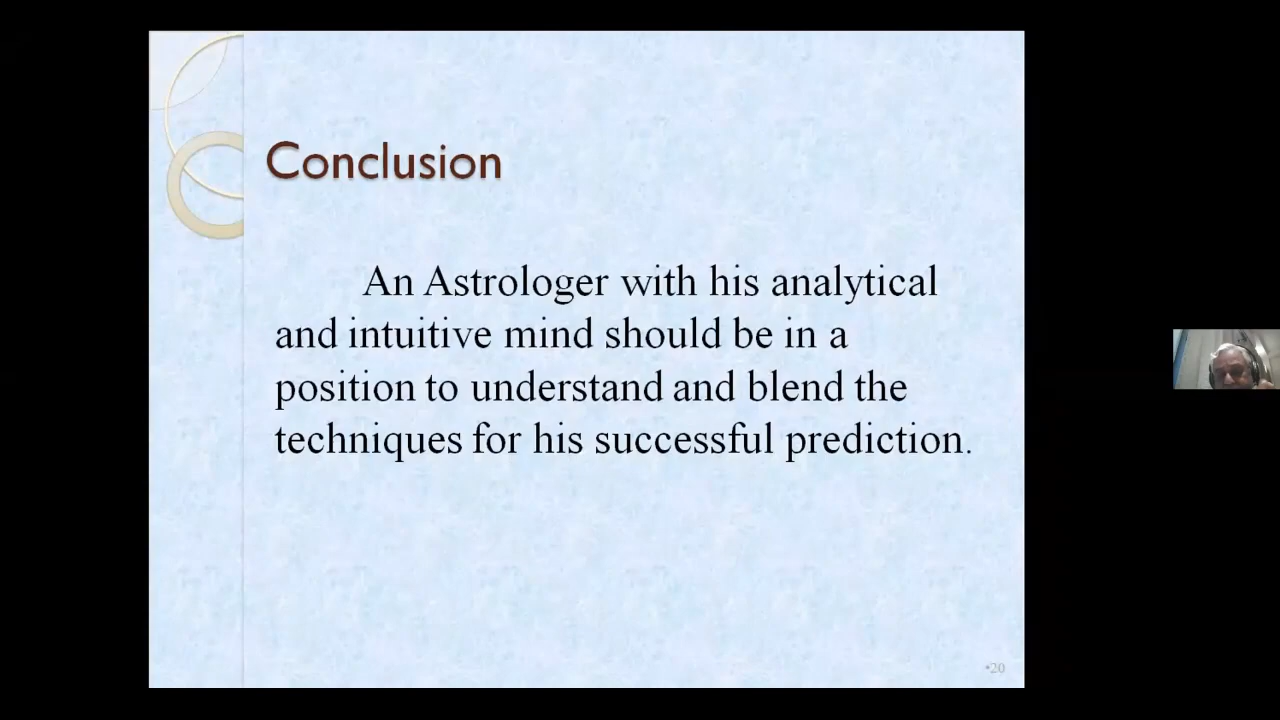 Conclusion
An Astrologer with his analytical
and intuitive mind should be in a
position to understand and blend the
techniques for his successful prediction.
•20